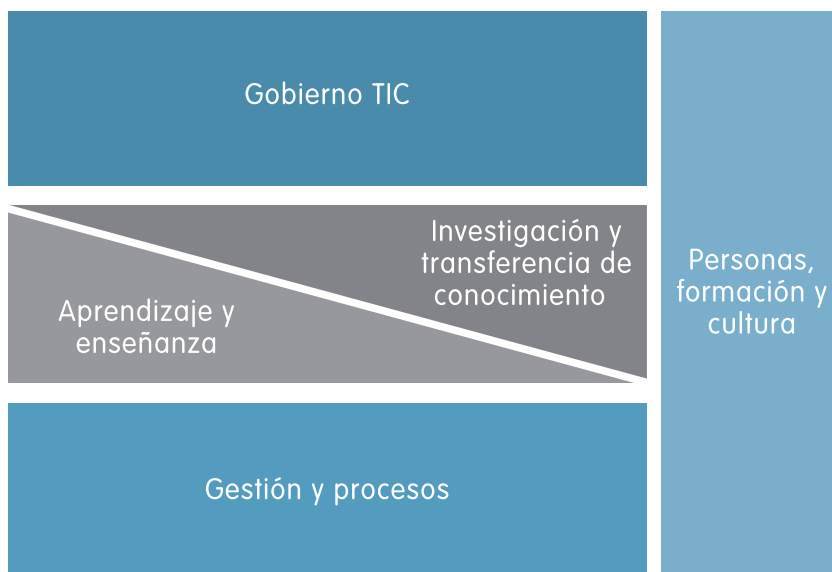 Gobierno TIC
Investigación y
transferencia de
conocimiento
Aprendizaje y
enseñanza
Personas,
formación y
cultura
Gestión y procesos